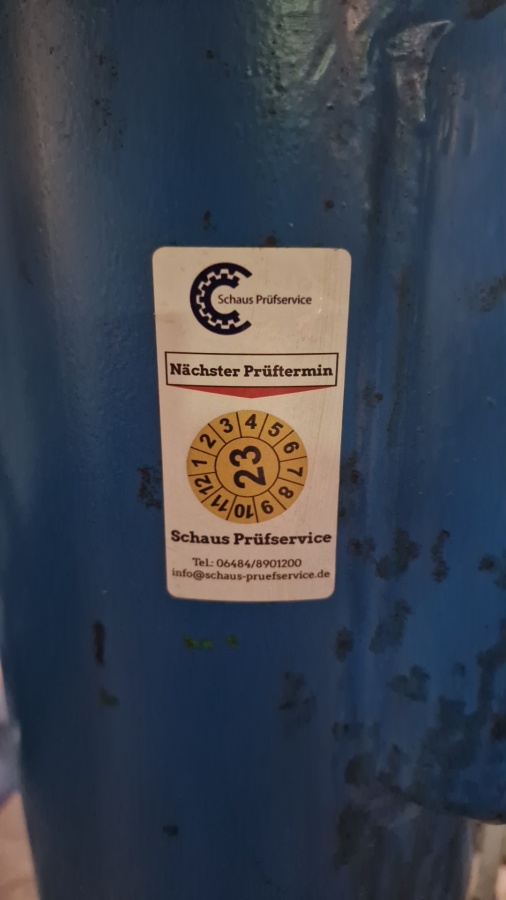 Schaus Prüfservice
Nächster Prüftermin
1 2 3 4 5 6 7 8 9 10 11 12
23
Schaus Prüfservice
Tel.: 06484/8901200
info@schaus-pruefservice.de